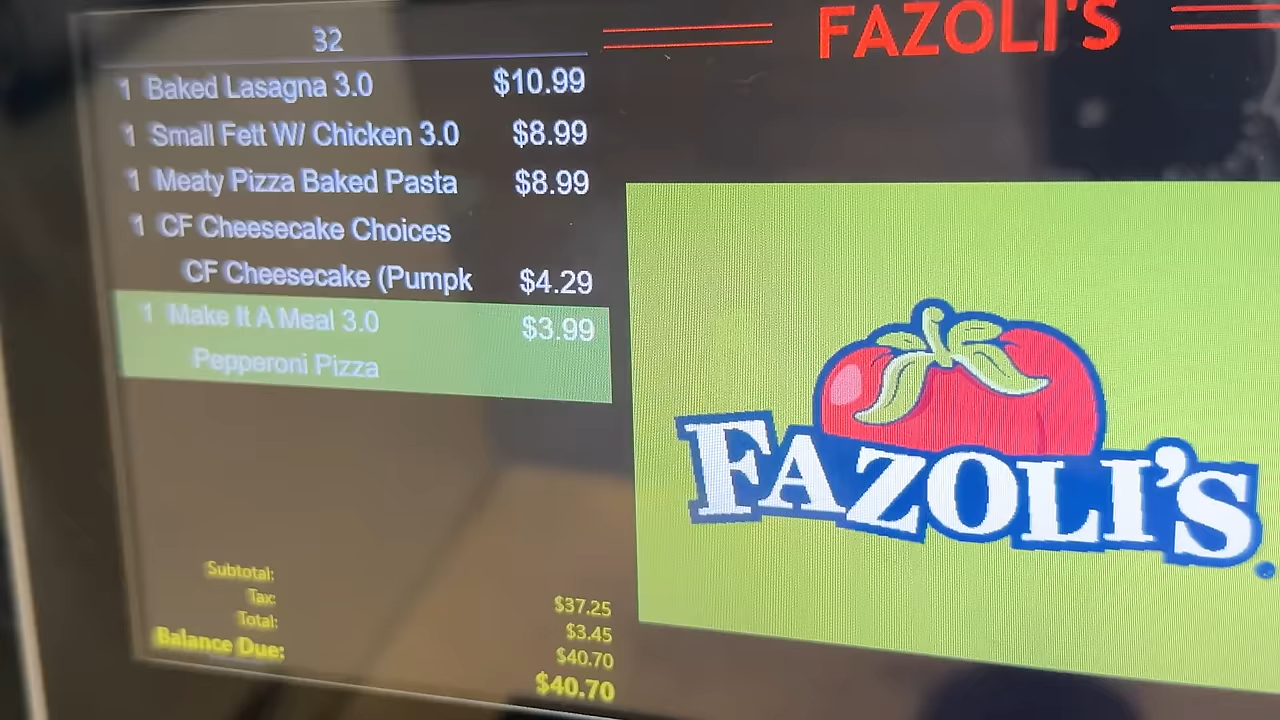 32
FAZOLI'S
1 Baked Lasagna 3.0 $10.99
1 Small Fett W/ Chicken 3.0 $8.99
1 Meaty Pizza Baked Pasta $8.99
1 CF Cheesecake Choices
CF Cheesecake (Pumpk $4.29
1 Make It A Meal 3.0 $3.99
Pepperoni Pizza
Subtotal: $37.25
Tax: $3.45
Total: $40.70
Balance Due: $40.70
FAZOLI'S